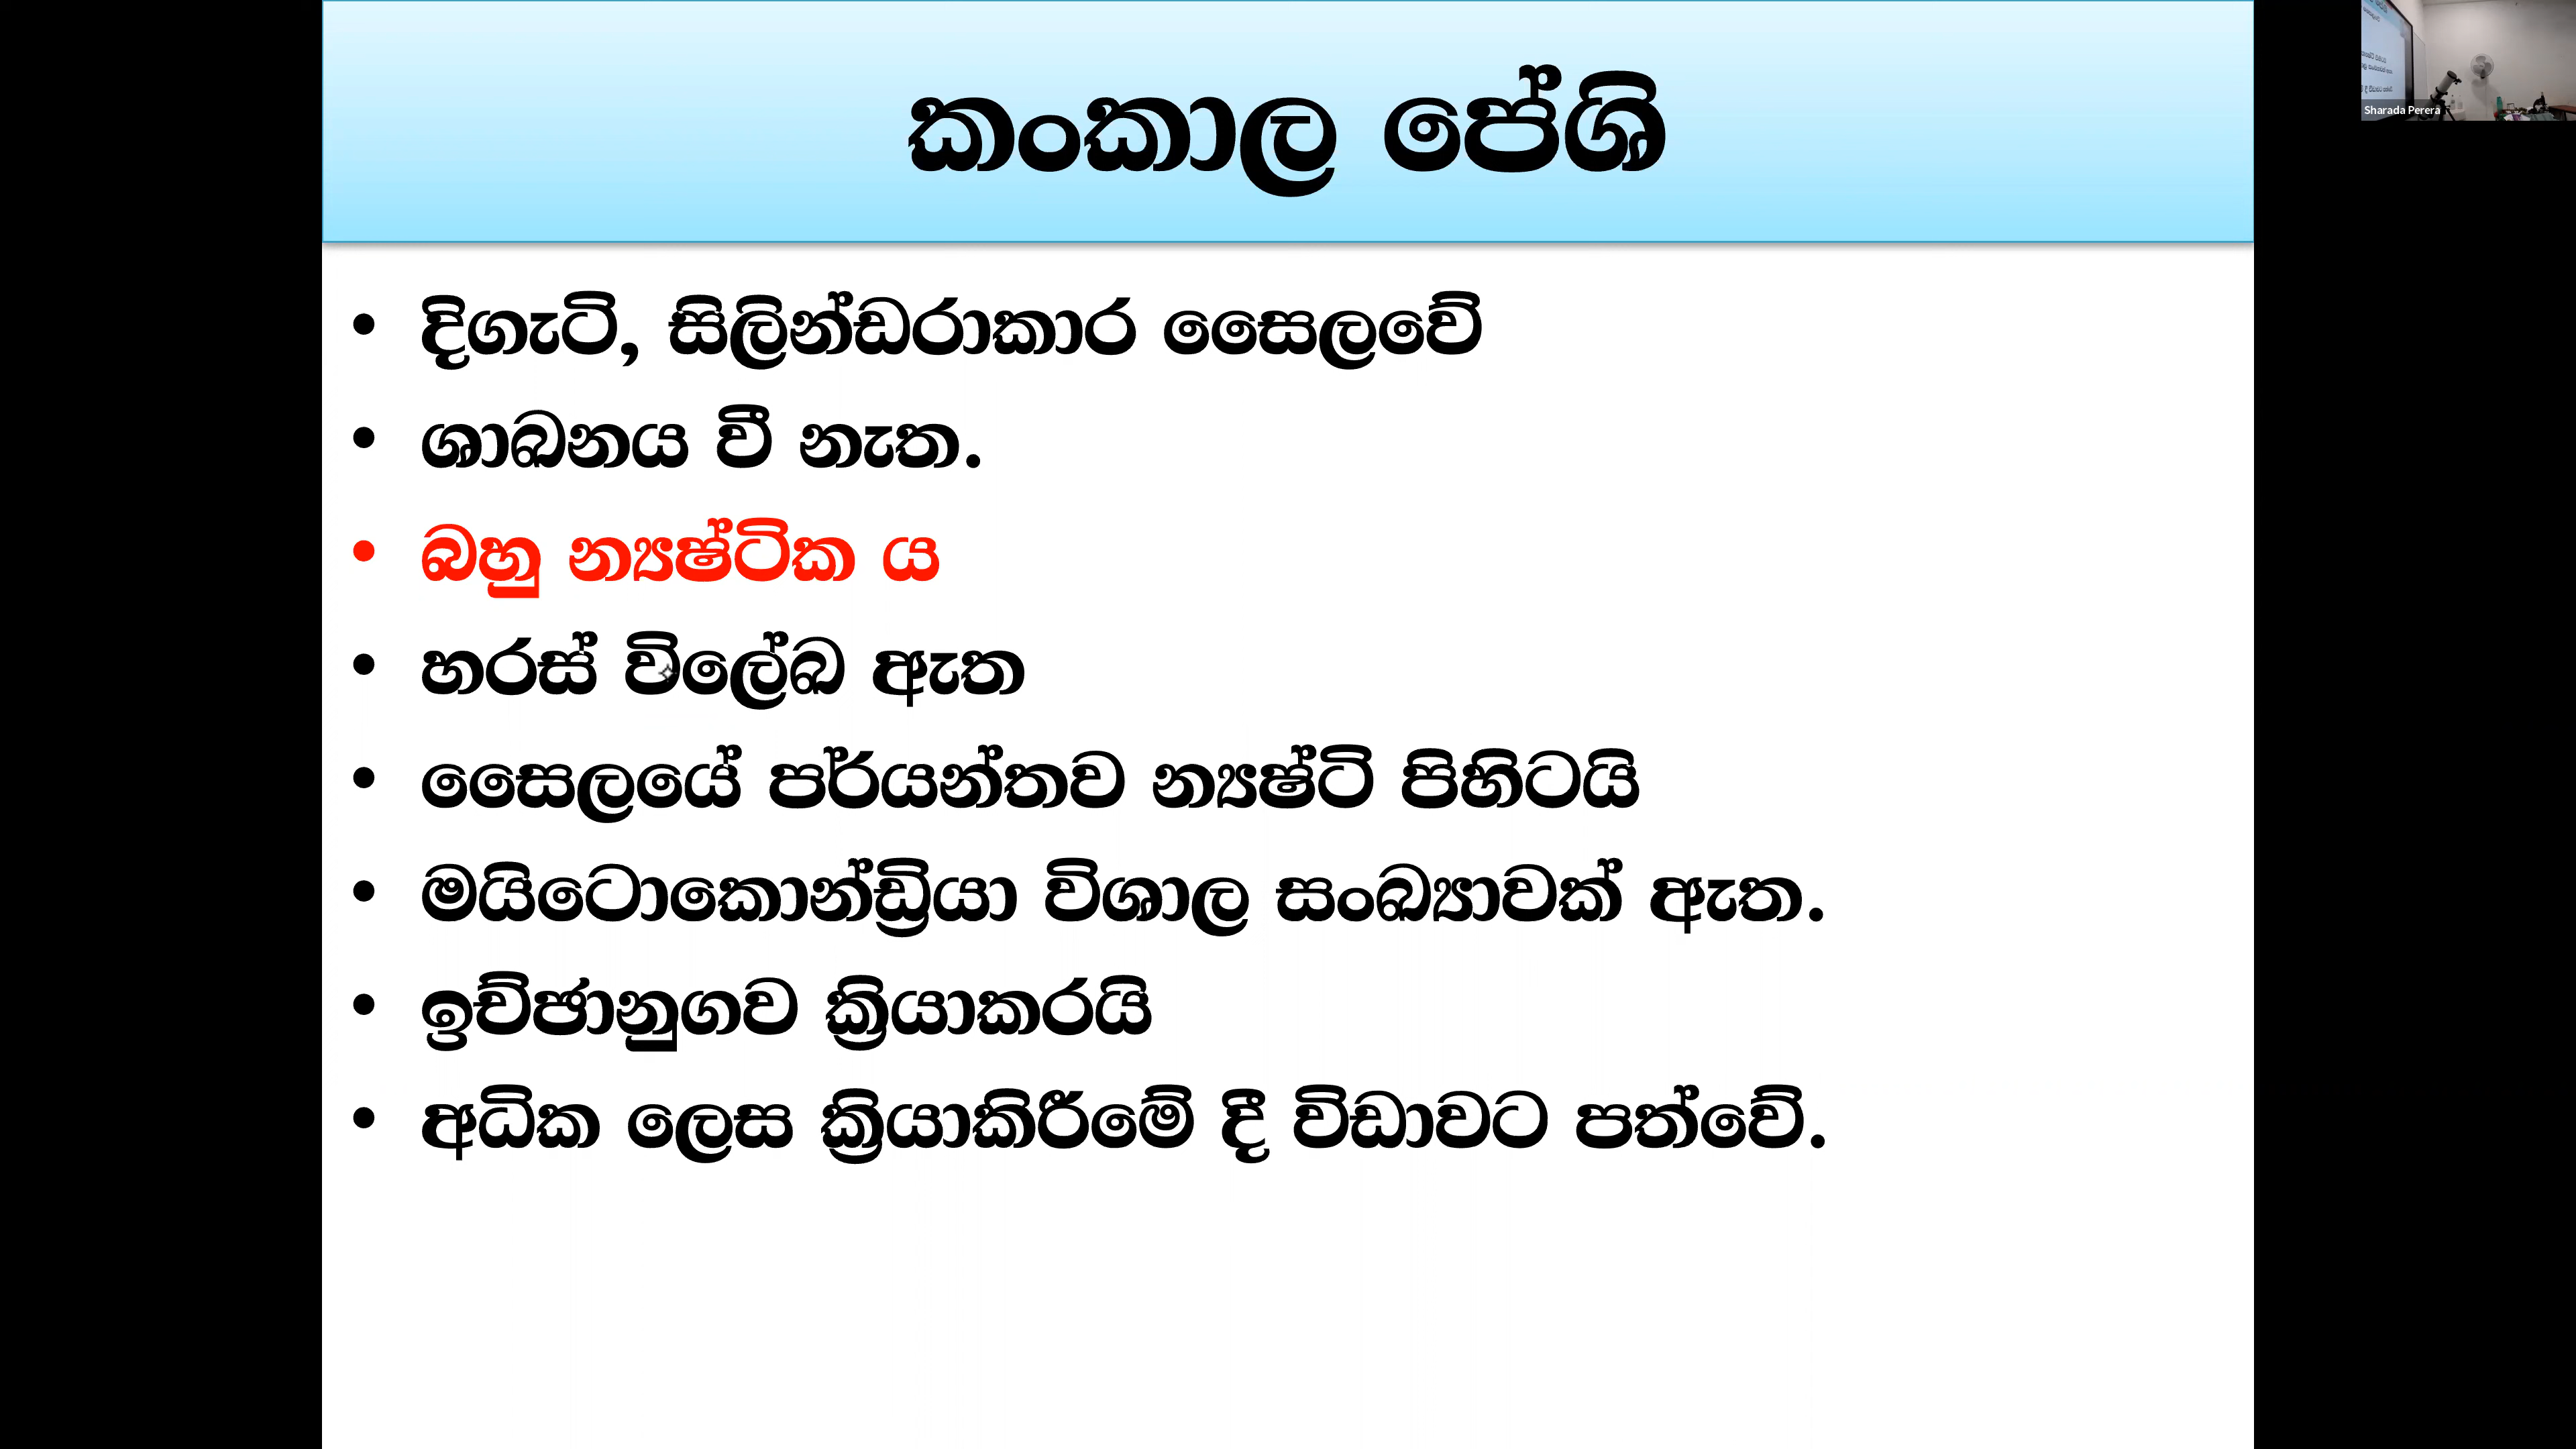 කංකාල පේශි
Sharada Perera
• දිගැටි, සිලින්ඩරාකාර සෛලවේ
• ශාඛනය වී නැත.
• බහු න්‍යෂ්ටික ය
• හරස් විලේඛ ඇත
• සෛලයේ පර්යන්තව න්‍යෂ්ටි පිහිටයි
• මයිටොකොන්ඩ්‍රියා විශාල සංඛ්‍යාවක් ඇත.
• ඉච්ඡානුගව ක්‍රියාකරයි
• අධික ලෙස ක්‍රියාකිරීමේ දී විඩාවට පත්වේ.